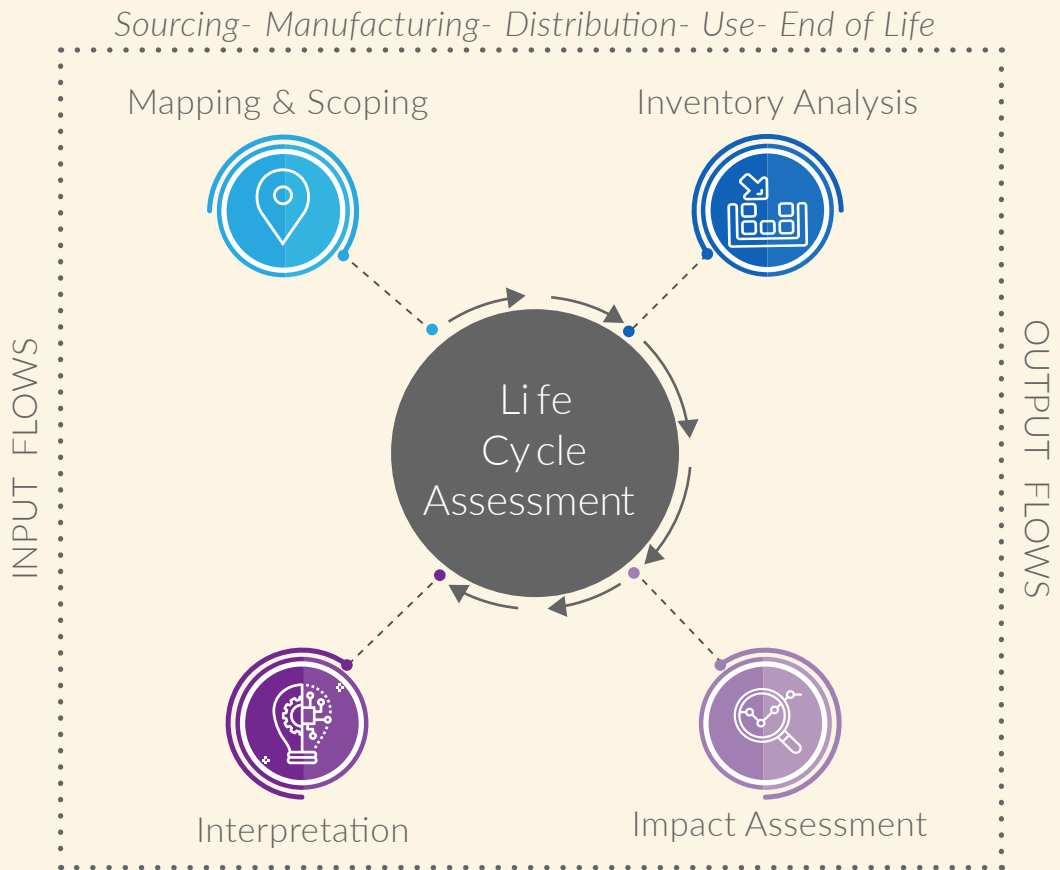 Sourcing- Manufacturing- Distribution- Use- End of Life
Mapping & Scoping
Inventory Analysis
INPUT FLOWS
Life
Cycle
Assessment
OUTPUT FLOWS
Interpretation
Impact Assessment